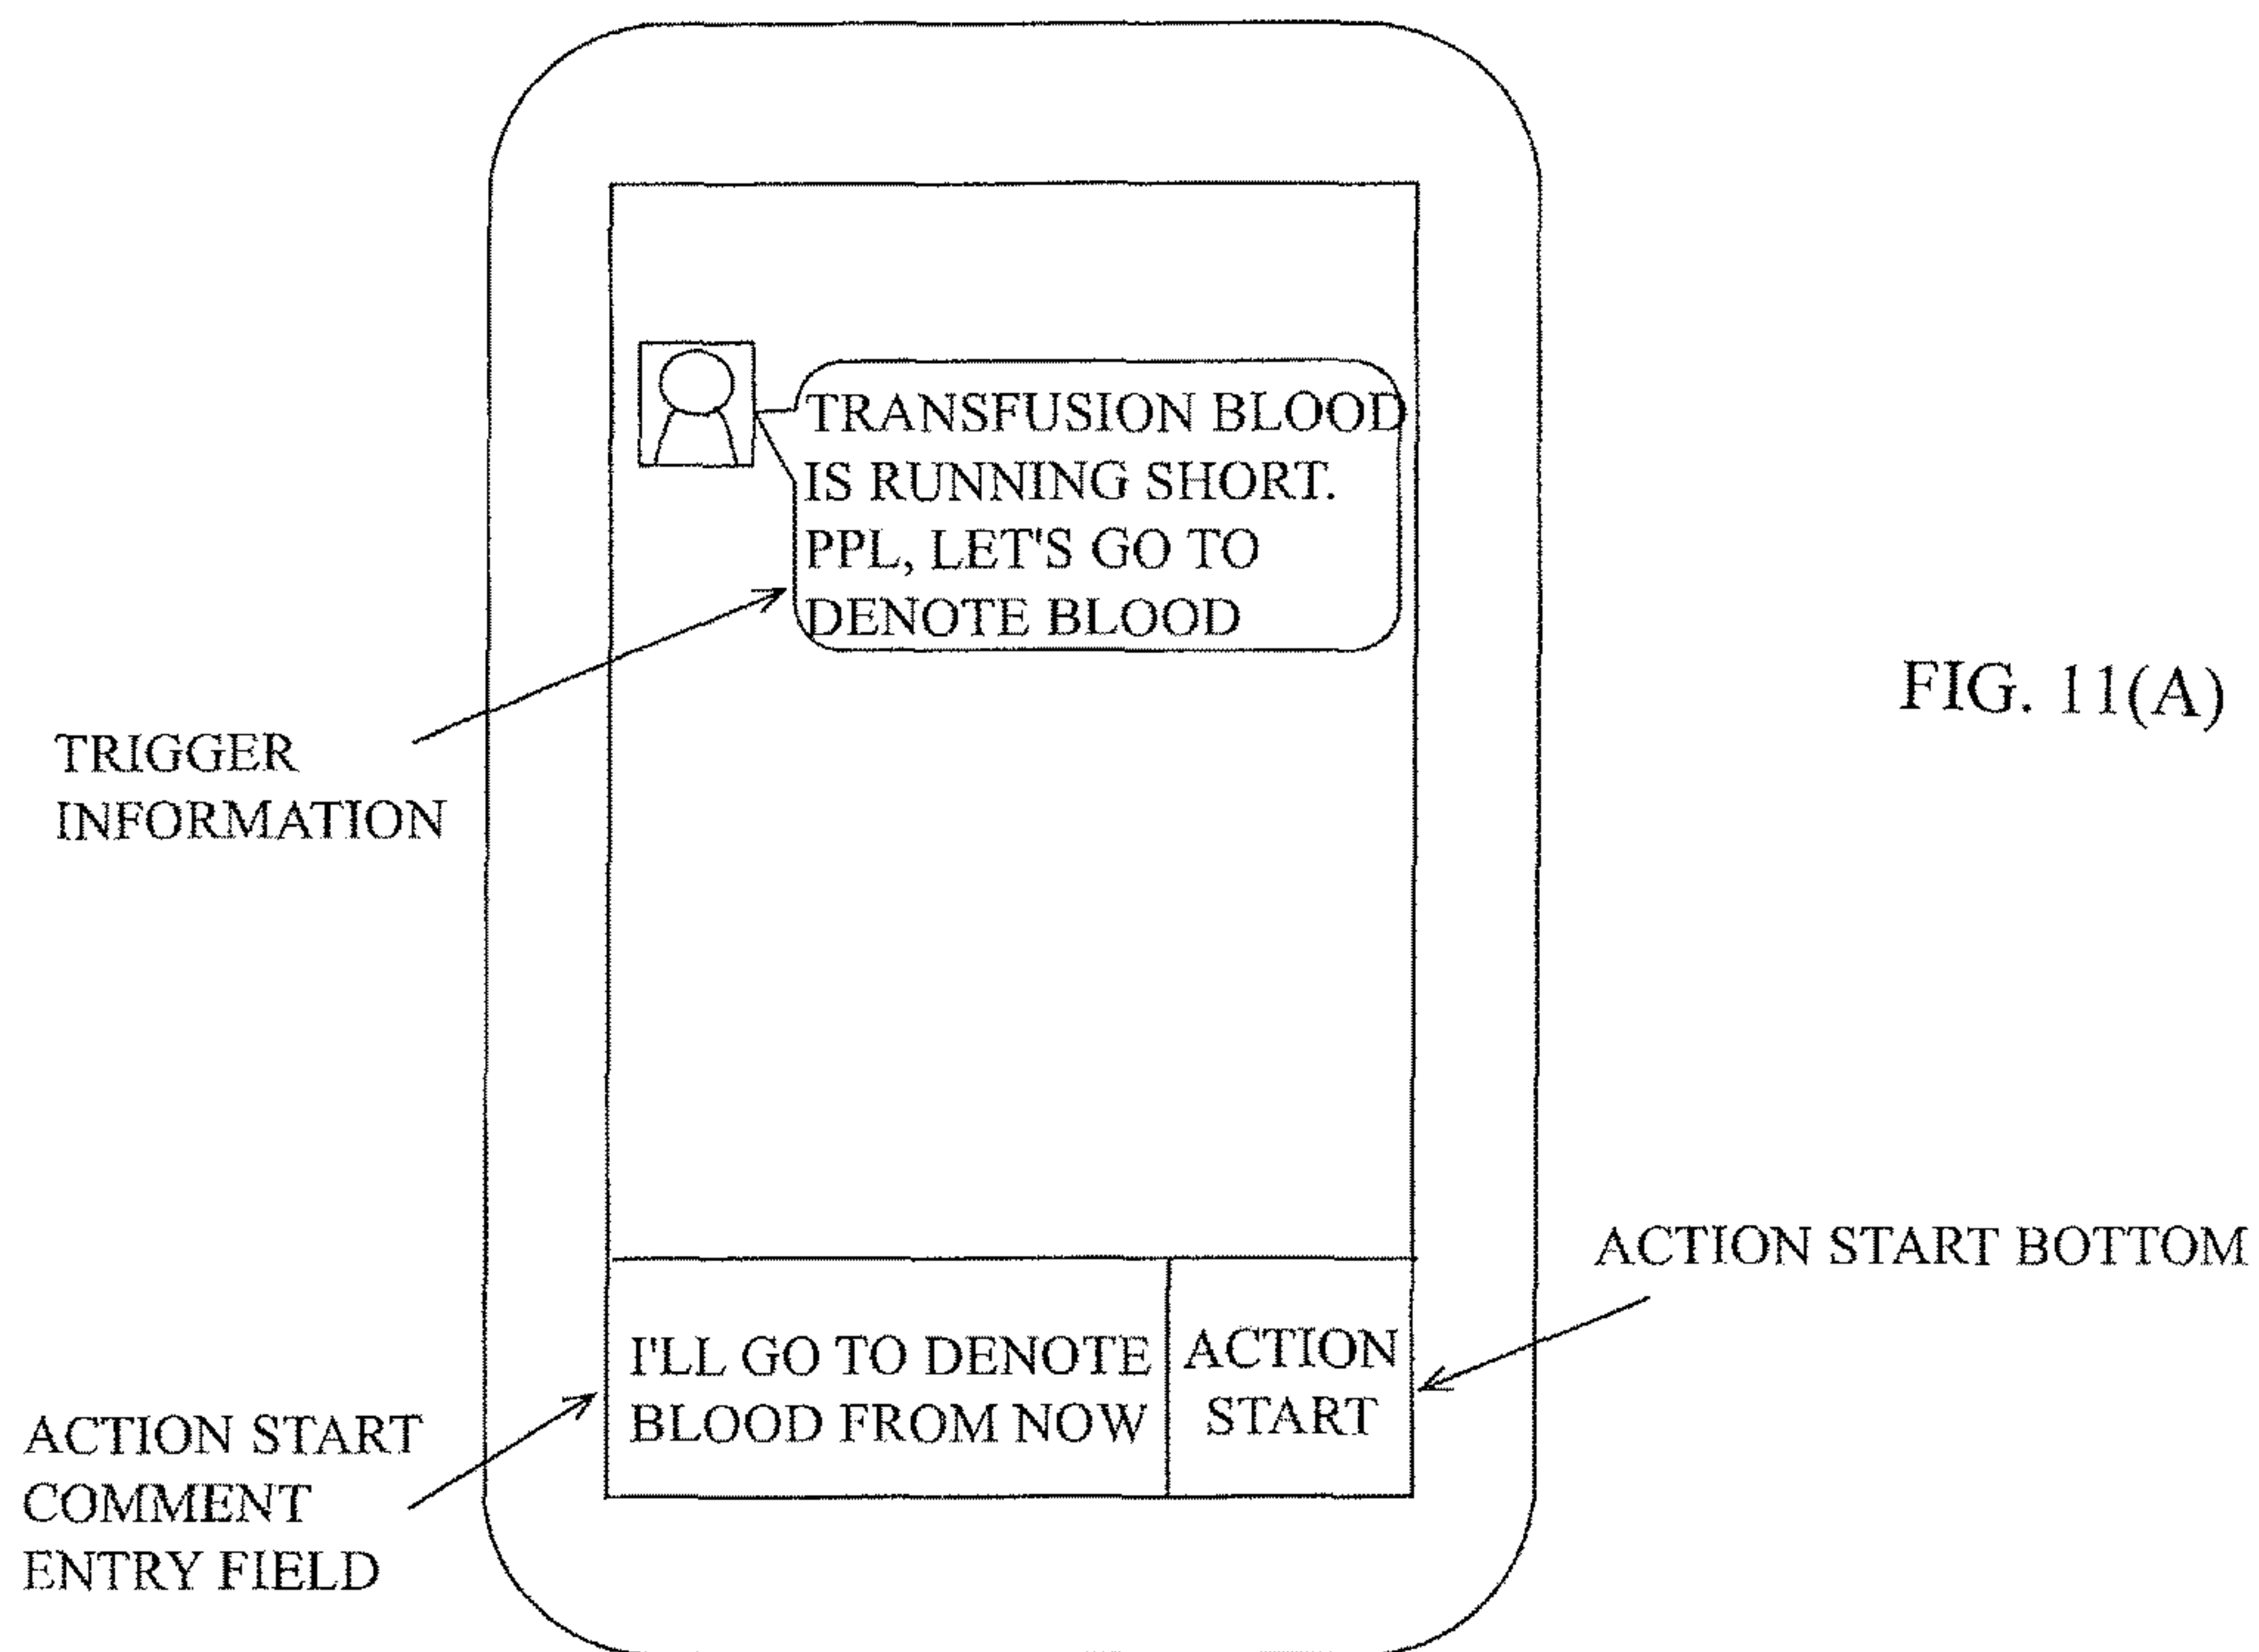 TRANSFUSION BLOOD
IS RUNNING SHORT.
PPL, LET'S GO TO
DENOTE BLOOD
FIG. 11(A)
TRIGGER
INFORMATION
ACTION START BOTTOM
I'LL GO TO DENOTE
BLOOD FROM NOW
ACTION
START
ACTION START
COMMENT
ENTRY FIELD